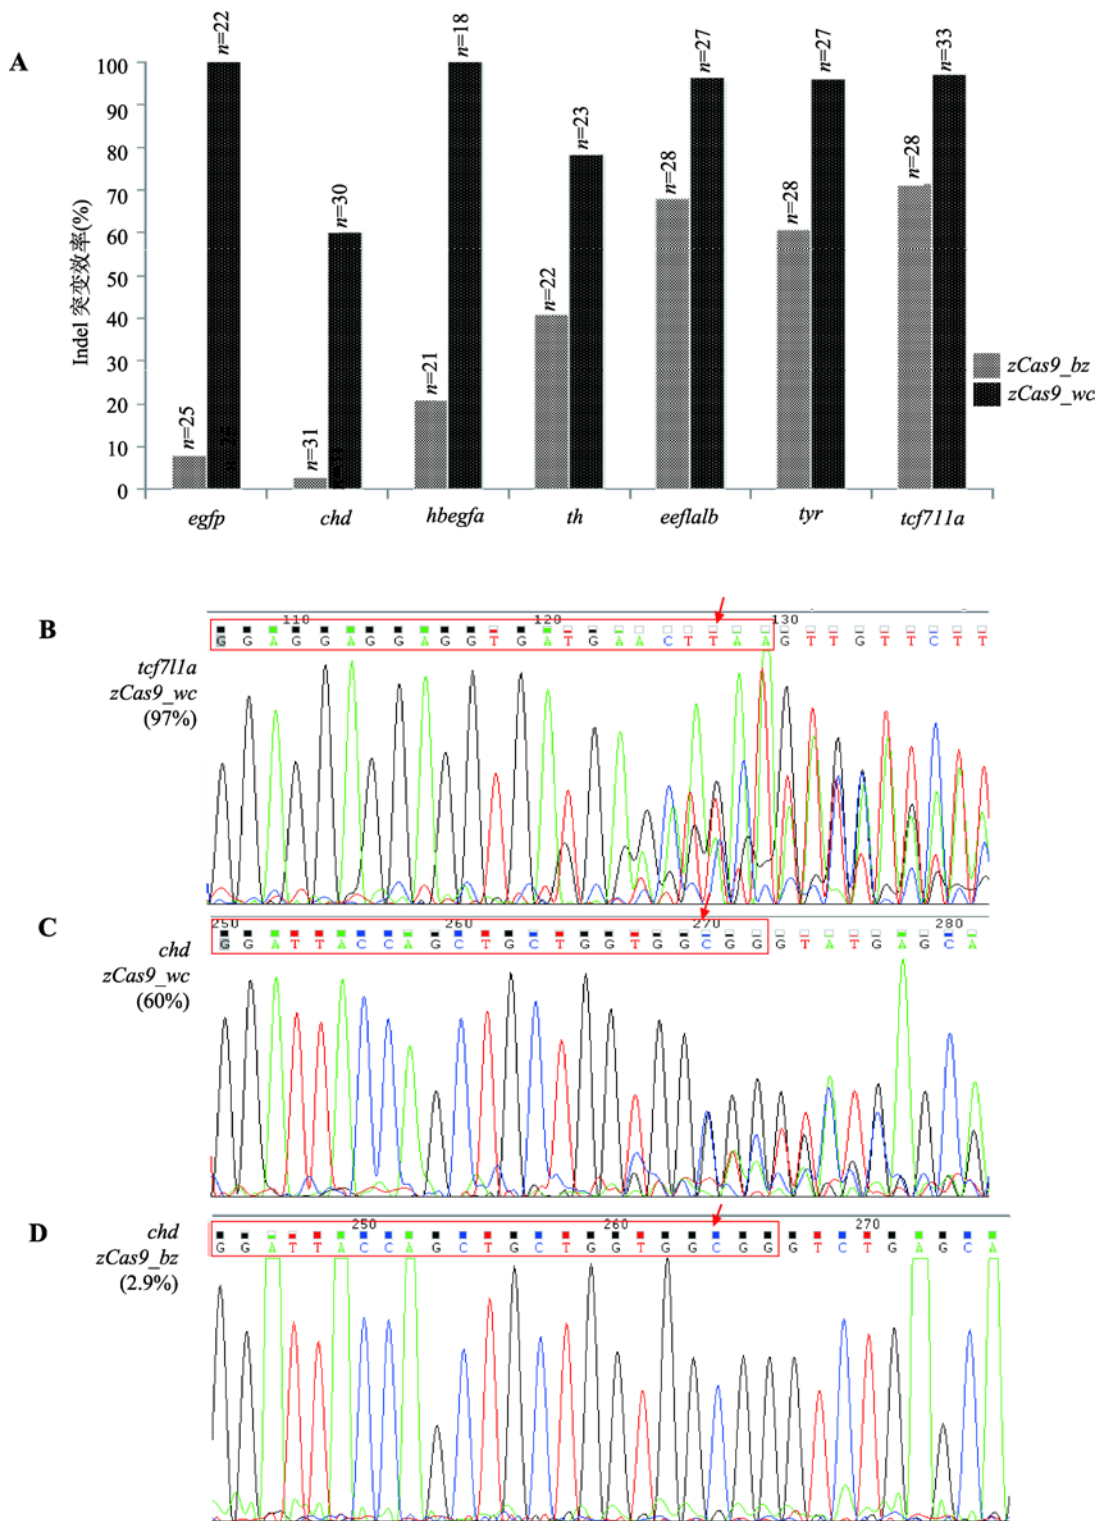 A
Indel 突变效率(%)
100
90
80
70
60
50
40
30
20
10
0
n=22
n=25
n=30
n=31
n=18
n=21
n=23
n=22
n=27
n=28
n=27
n=28
n=33
n=28
zCas9_bz
zCas9_wc
egfp
chd
hbegfa
th
eeflalb
tyr
tcf711a
B
tcf7l1a
zCas9_wc
(97%)
110 120 130
G G A G G A G G A G G T G A T G A A C T T A A G T T G T T C T T
C
chd
zCas9_wc
(60%)
250 260 270 280
G G A T T A C C A G C T G C T G G T G G C G G G T A T G A G C A
D
chd
zCas9_bz
(2.9%)
250 260 270
G G A T T A C C A G C T G C T G G T G G C G G G T C T G A G C A